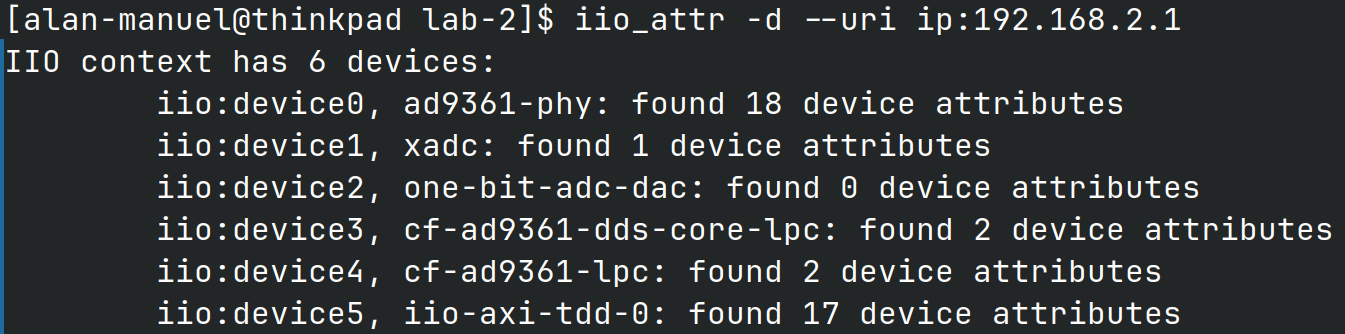 [alan-manuel@thinkpad lab-2]$ iio_attr -d --uri ip:192.168.2.1
IIO context has 6 devices:
iio:device0, ad9361-phy: found 18 device attributes
iio:device1, xadc: found 1 device attributes
iio:device2, one-bit-adc-dac: found 0 device attributes
iio:device3, cf-ad9361-dds-core-lpc: found 2 device attributes
iio:device4, cf-ad9361-lpc: found 2 device attributes
iio:device5, iio-axi-tdd-0: found 17 device attributes